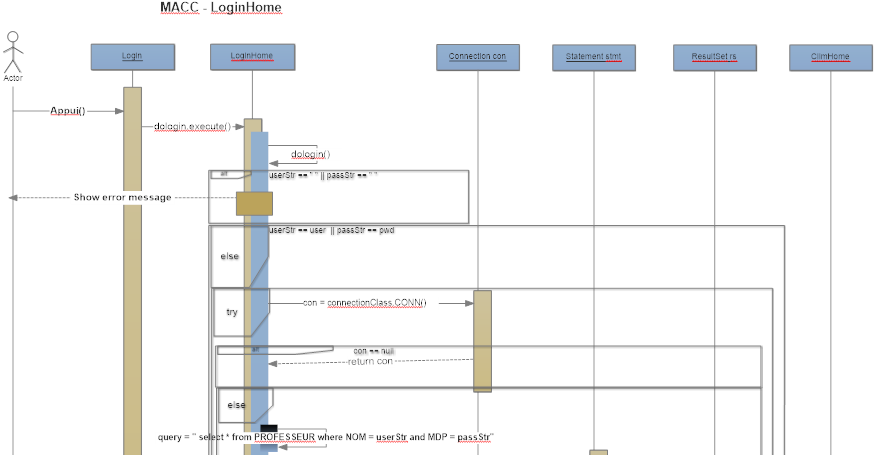 MACC - LoginHome
Login
LoginHome
Connection con
Statement stmt
ResultSet rs
ClimHome
Actor
Appui()
dologin.execute()
dologin()
userStr == " " || passStr == " "
Show error message
userStr == user || passStr == pwd
else
try
con = connectionClass.CONN()
con == null
return con
else
query = " select * from PROFESSEUR where NOM = userStr and MDP = passStr"